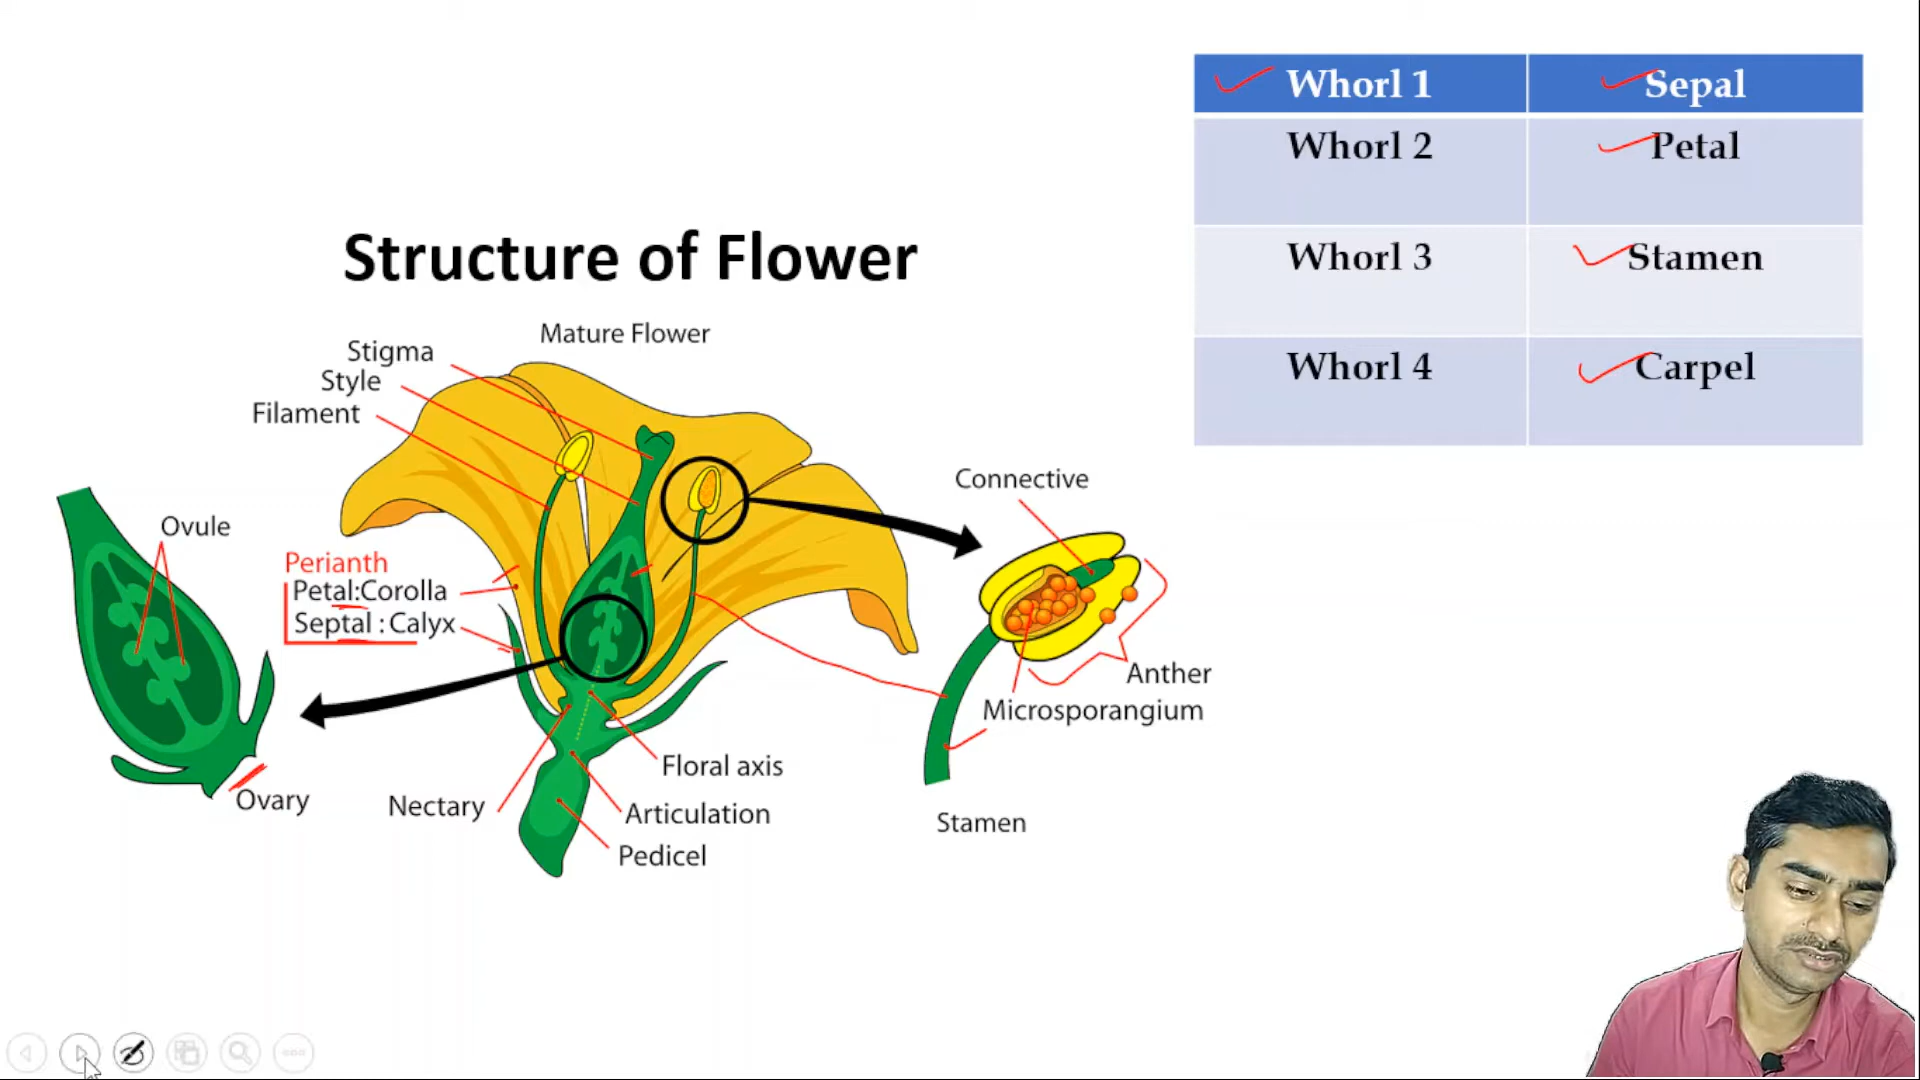 Whorl 1 Sepal
Whorl 2 Petal
Whorl 3 Stamen
Whorl 4 Carpel
Structure of Flower
Mature Flower
Stigma
Style
Filament
Connective
Ovule
Perianth
Petal:Corolla
Septal : Calyx
Anther
Microsporangium
Floral axis
Ovary
Nectary
Articulation
Stamen
Pedicel